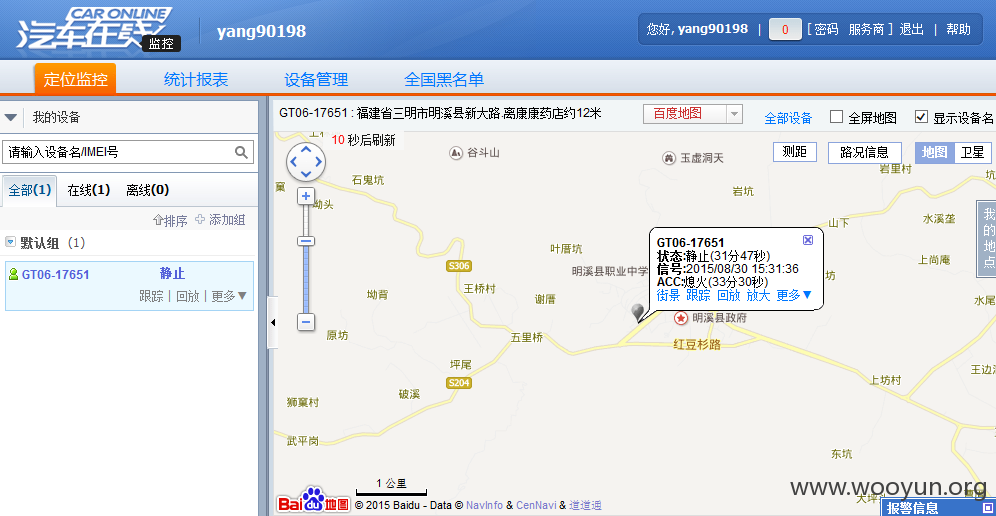 CAR ONLINE
汽车在线
监控
yang90198
您好, yang90198 | 0 [ 密码 服务商 ] 退出 | 帮助
定位监控 统计报表 设备管理 全国黑名单
我的设备
请输入设备名/IMEI号
全部(1) 在线(1) 离线(0)
排序 添加组
默认组 (1)
GT06-17651 静止
跟踪 | 回放 | 更多▼
GT06-17651 : 福建省三明市明溪县新大路.离康康药店约12米
百度地图
全部设备
全屏地图
显示设备名
10 秒后刷新
测距
路况信息
地图 卫星
谷斗山
玉虚洞天
岩里村
石鬼坑
岩坑
坳头
山下
水溪垄
叶厝坑
上尚庵
S306
明溪县职业中学
王桥村
谢厝
坳背
水尾
原坊
五里桥
明溪县政府
红豆杉路
坪尾
S204
王边
上坊村
破溪
狮窠村
武平岗
东坑
大坪
GT06-17651
状态:静止(31分47秒)
信号:2015/08/30 15:31:36
ACC:熄火(33分30秒)
街景 跟踪 回放 放大 更多▼
我的地点
1 公里
Bai du 地图
© 2015 Baidu - Data © NavInfo & CenNavi & 道道通
www.wooyun.org
报警信息